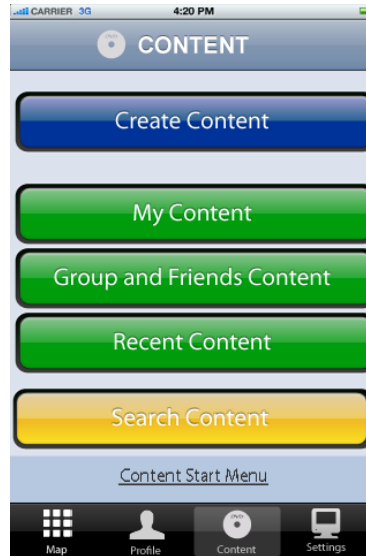 CARRIER 3G 4:20 PM
CONTENT
Create Content
My Content
Group and Friends Content
Recent Content
Search Content
Content Start Menu
Map Profile Content Settings